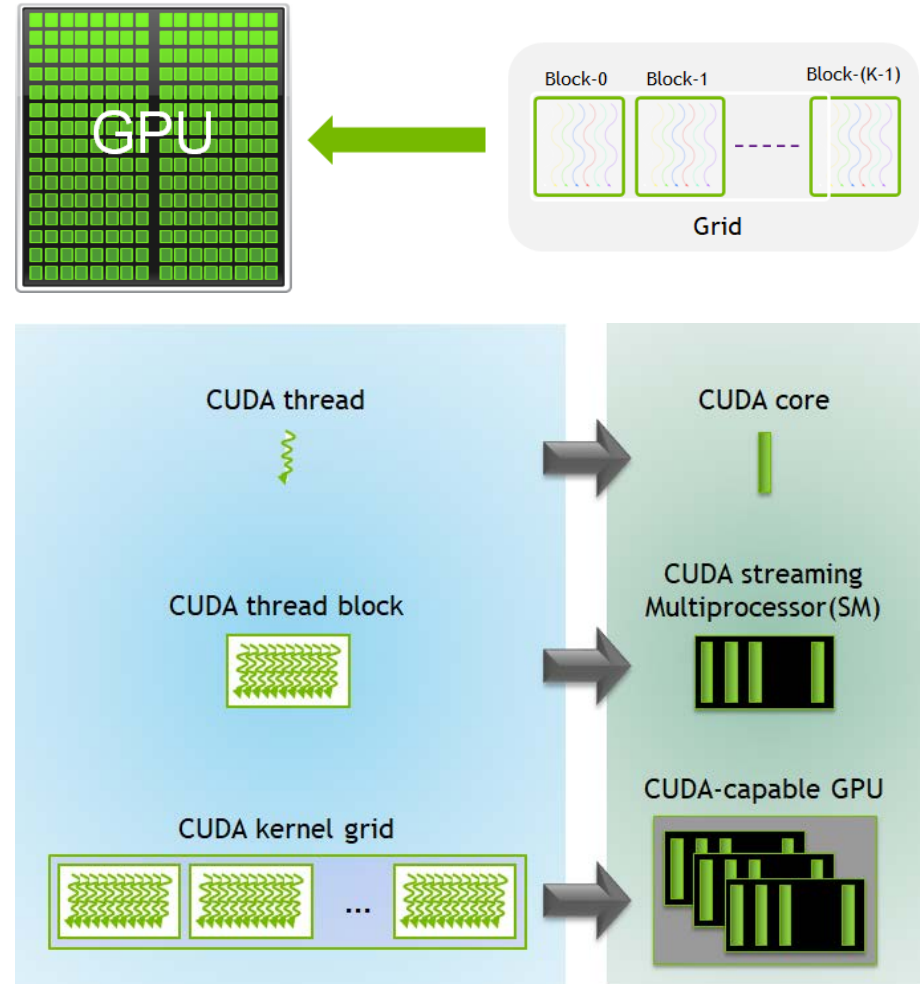 GPU
Block-0
Block-1
Block-(K-1)
Grid
CUDA thread
CUDA core
CUDA thread block
CUDA streaming
Multiprocessor(SM)
CUDA kernel grid
...
CUDA-capable GPU